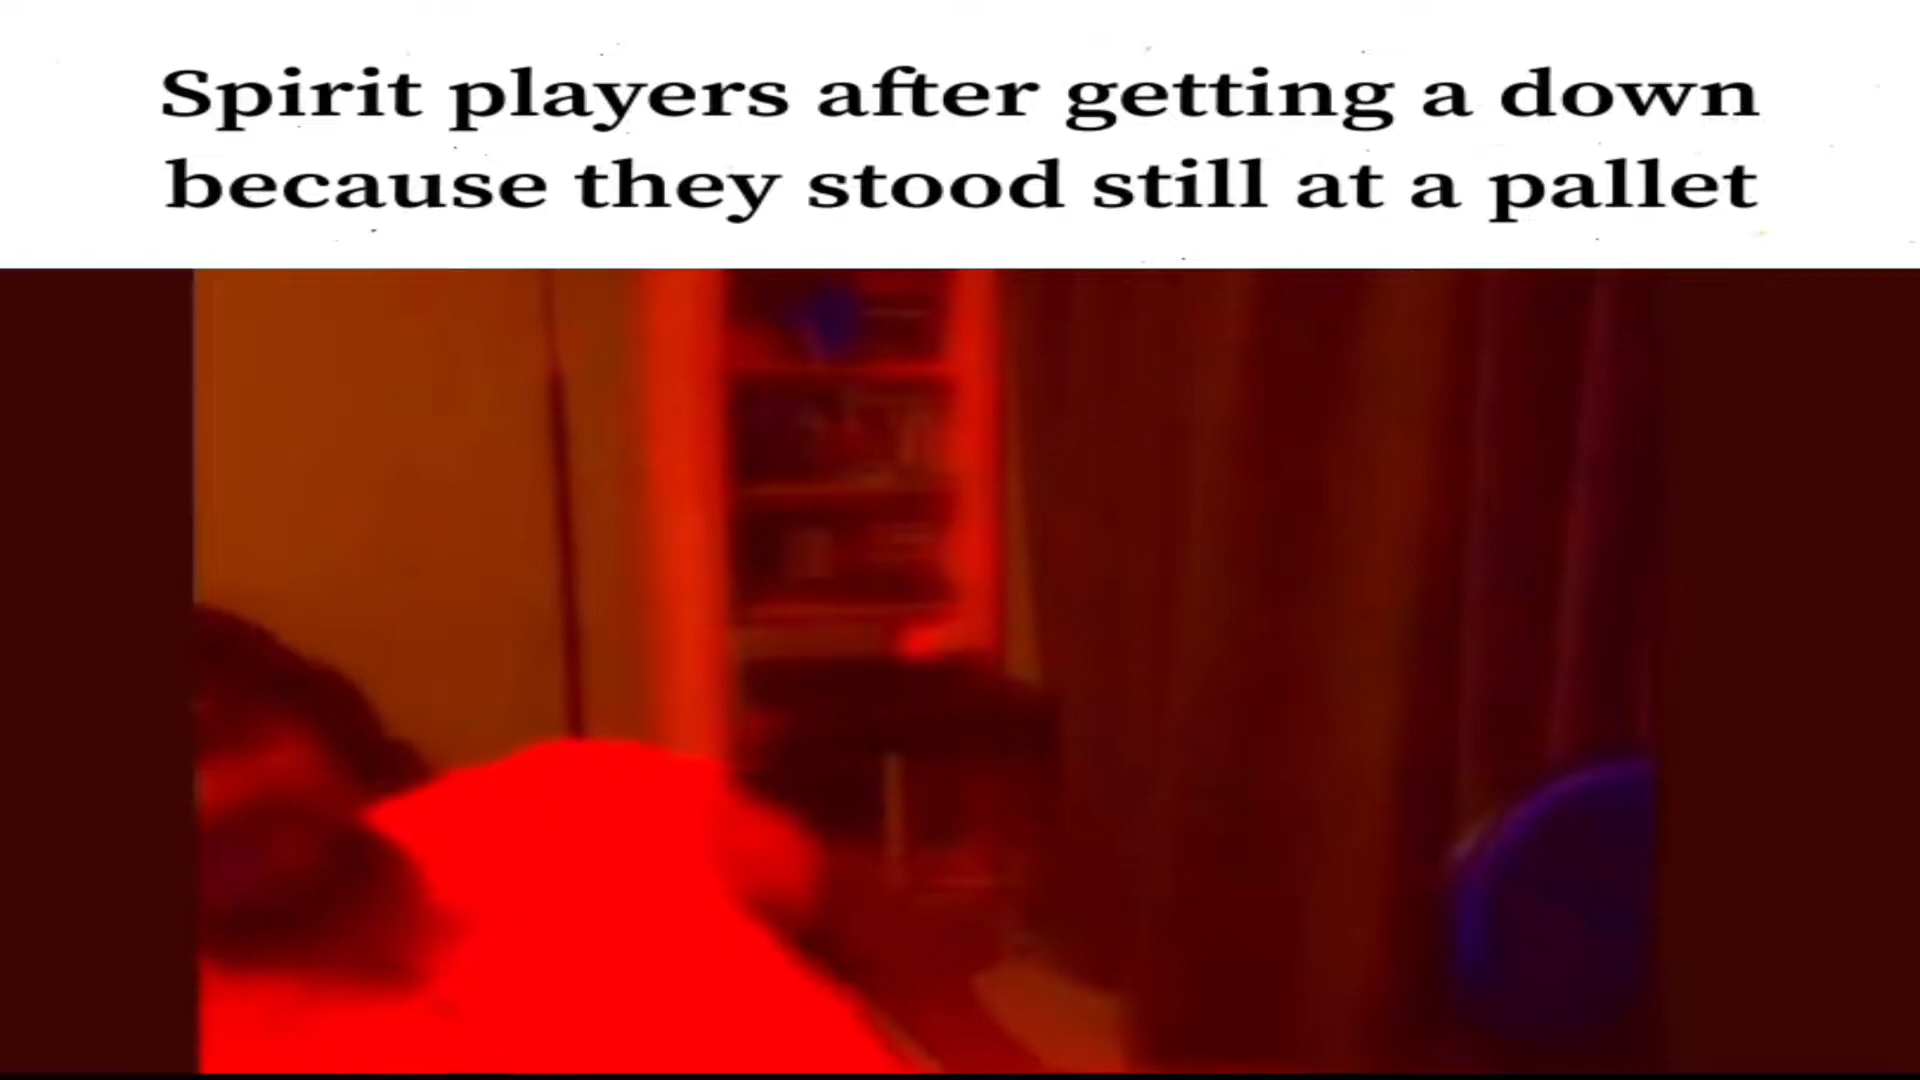 Spirit players after getting a down
because they stood still at a pallet